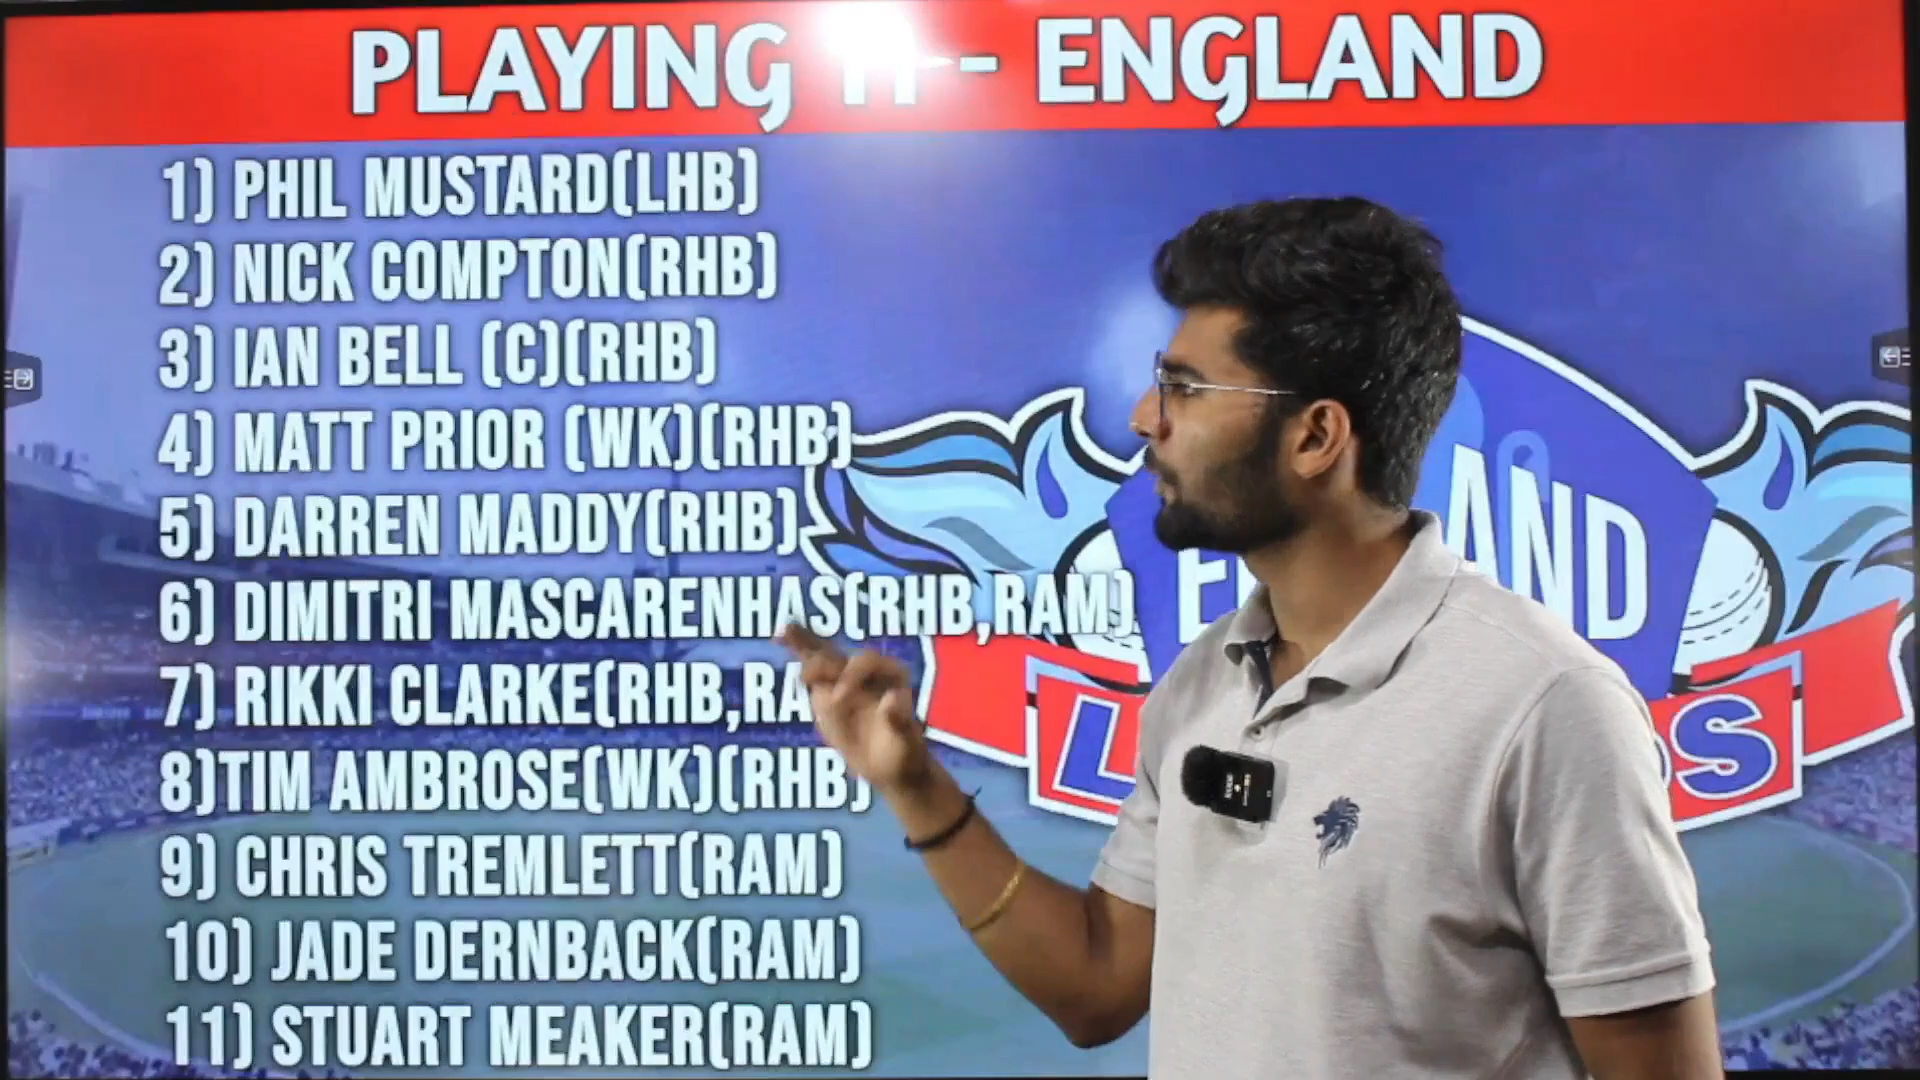 PLAYING 11 - ENGLAND
1) PHIL MUSTARD(LHB)
2) NICK COMPTON(RHB)
3) IAN BELL (C)(RHB)
4) MATT PRIOR (WK)(RHB)
5) DARREN MADDY(RHB)
6) DIMITRI MASCARENHAS(RHB,RAM)
7) RIKKI CLARKE(RHB,RA
8)TIM AMBROSE(WK)(RHB)
9) CHRIS TREMLETT(RAM)
10) JADE DERNBACK(RAM)
11) STUART MEAKER(RAM)